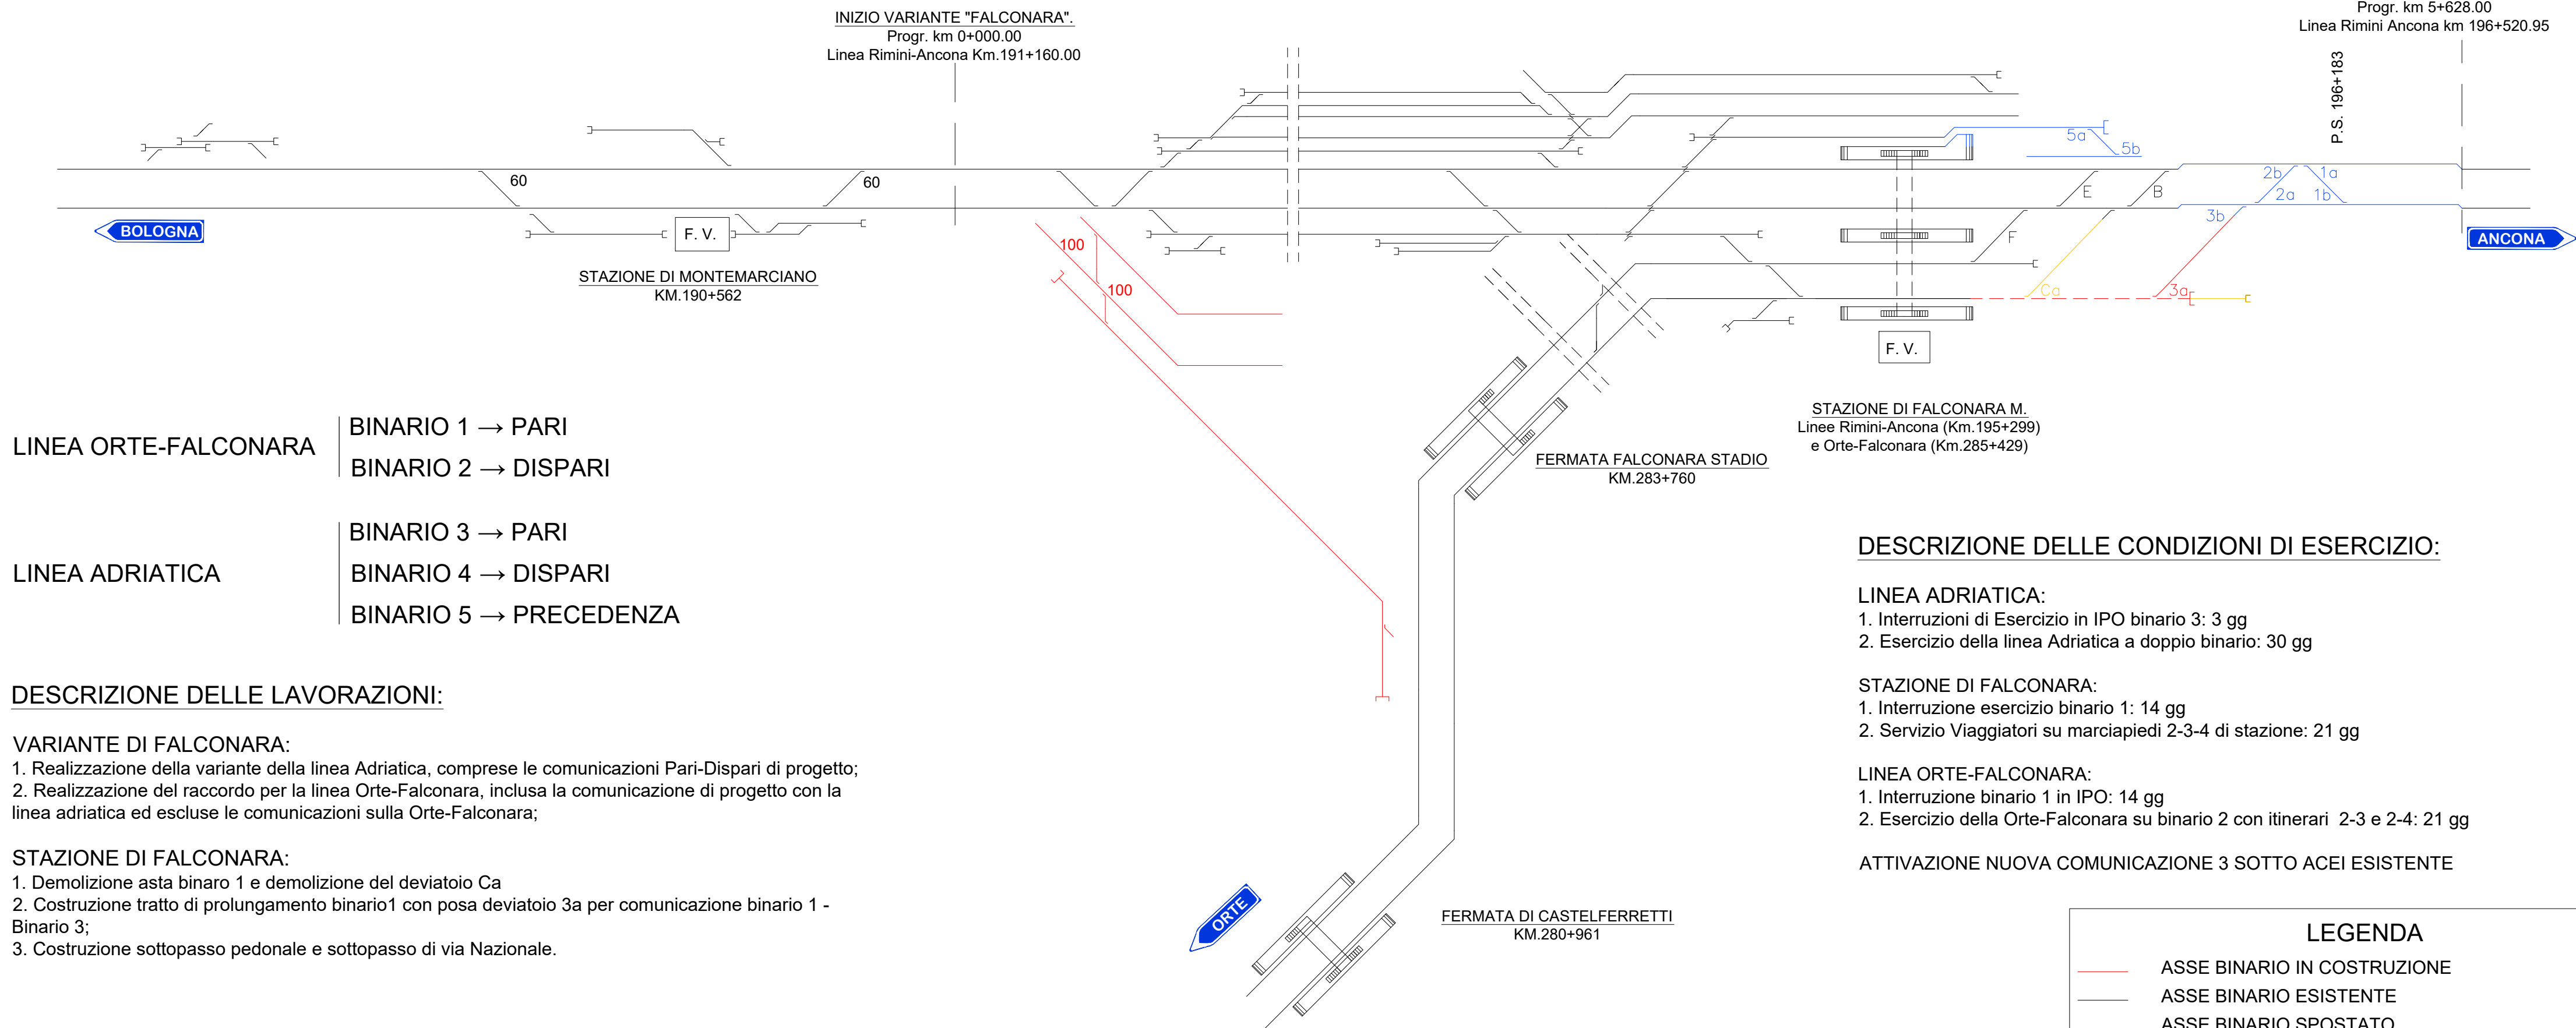 INIZIO VARIANTE "FALCONARA".
Progr. km 0+000.00
Linea Rimini-Ancona Km.191+160.00
Progr. km 5+628.00
Linea Rimini Ancona km 196+520.95
P.S. 196+183
5a
5b
60
60
2b
1a
2a
1b
E
B
3b
F
BOLOGNA
F. V.
ANCONA
100
100
Ca
3a
STAZIONE DI MONTEMARCIANO
KM.190+562
F. V.
STAZIONE DI FALCONARA M.
Linee Rimini-Ancona (Km.195+299)
e Orte-Falconara (Km.285+429)
FERMATA FALCONARA STADIO
KM.283+760
LINEA ORTE-FALCONARA
BINARIO 1 → PARI
BINARIO 2 → DISPARI
LINEA ADRIATICA
BINARIO 3 → PARI
BINARIO 4 → DISPARI
BINARIO 5 → PRECEDENZA
DESCRIZIONE DELLE LAVORAZIONI:
VARIANTE DI FALCONARA:
1. Realizzazione della variante della linea Adriatica, comprese le comunicazioni Pari-Dispari di progetto;
2. Realizzazione del raccordo per la linea Orte-Falconara, inclusa la comunicazione di progetto con la
linea adriatica ed escluse le comunicazioni sulla Orte-Falconara;
STAZIONE DI FALCONARA:
1. Demolizione asta binaro 1 e demolizione del deviatoio Ca
2. Costruzione tratto di prolungamento binario1 con posa deviatoio 3a per comunicazione binario 1 -
Binario 3;
3. Costruzione sottopasso pedonale e sottopasso di via Nazionale.
ORTE
FERMATA DI CASTELFERRETTI
KM.280+961
DESCRIZIONE DELLE CONDIZIONI DI ESERCIZIO:
LINEA ADRIATICA:
1. Interruzioni di Esercizio in IPO binario 3: 3 gg
2. Esercizio della linea Adriatica a doppio binario: 30 gg
STAZIONE DI FALCONARA:
1. Interruzione esercizio binario 1: 14 gg
2. Servizio Viaggiatori su marciapiedi 2-3-4 di stazione: 21 gg
LINEA ORTE-FALCONARA:
1. Interruzione binario 1 in IPO: 14 gg
2. Esercizio della Orte-Falconara su binario 2 con itinerari 2-3 e 2-4: 21 gg
ATTIVAZIONE NUOVA COMUNICAZIONE 3 SOTTO ACEI ESISTENTE
LEGENDA
ASSE BINARIO IN COSTRUZIONE
ASSE BINARIO ESISTENTE
ASSE BINARIO SPOSTATO